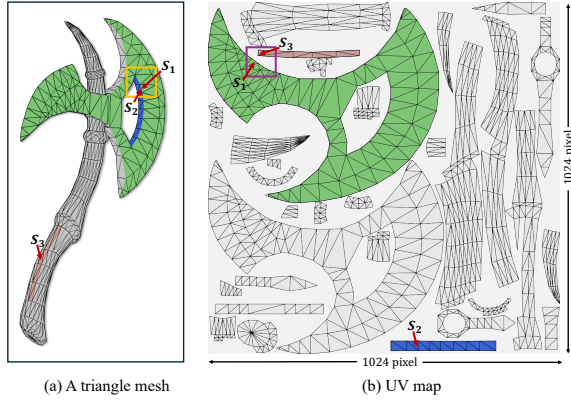 S1
S2
S3
(a) A triangle mesh
S3
S1
S2
1024 pixel
1024 pixel
(b) UV map